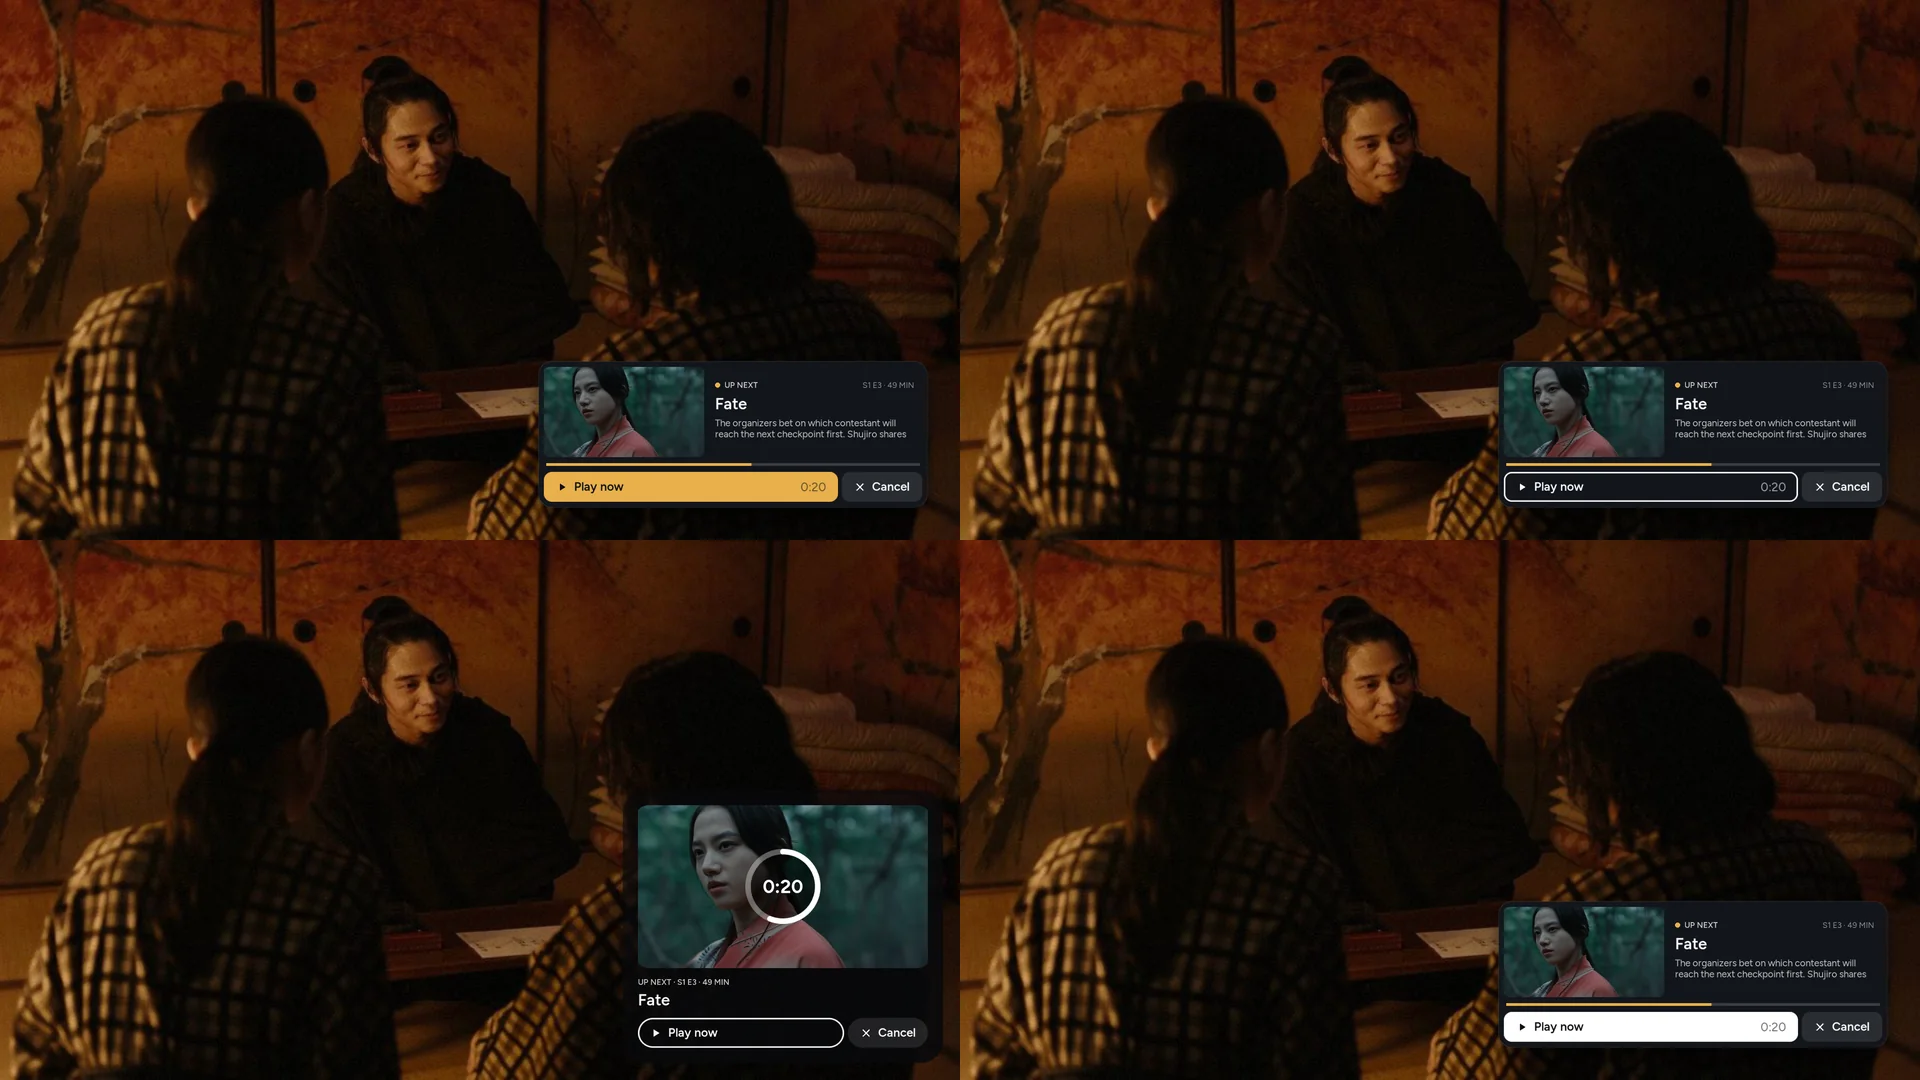 UP NEXT
S1 E3 · 49 MIN
Fate
The organizers bet on which contestant will
reach the next checkpoint first. Shujiro shares
Play now
0:20
Cancel
UP NEXT
S1 E3 · 49 MIN
Fate
The organizers bet on which contestant will
reach the next checkpoint first. Shujiro shares
Play now
0:20
Cancel
0:20
UP NEXT · S1 E3 · 49 MIN
Fate
Play now
Cancel
UP NEXT
S1 E3 · 49 MIN
Fate
The organizers bet on which contestant will
reach the next checkpoint first. Shujiro shares
Play now
0:20
Cancel